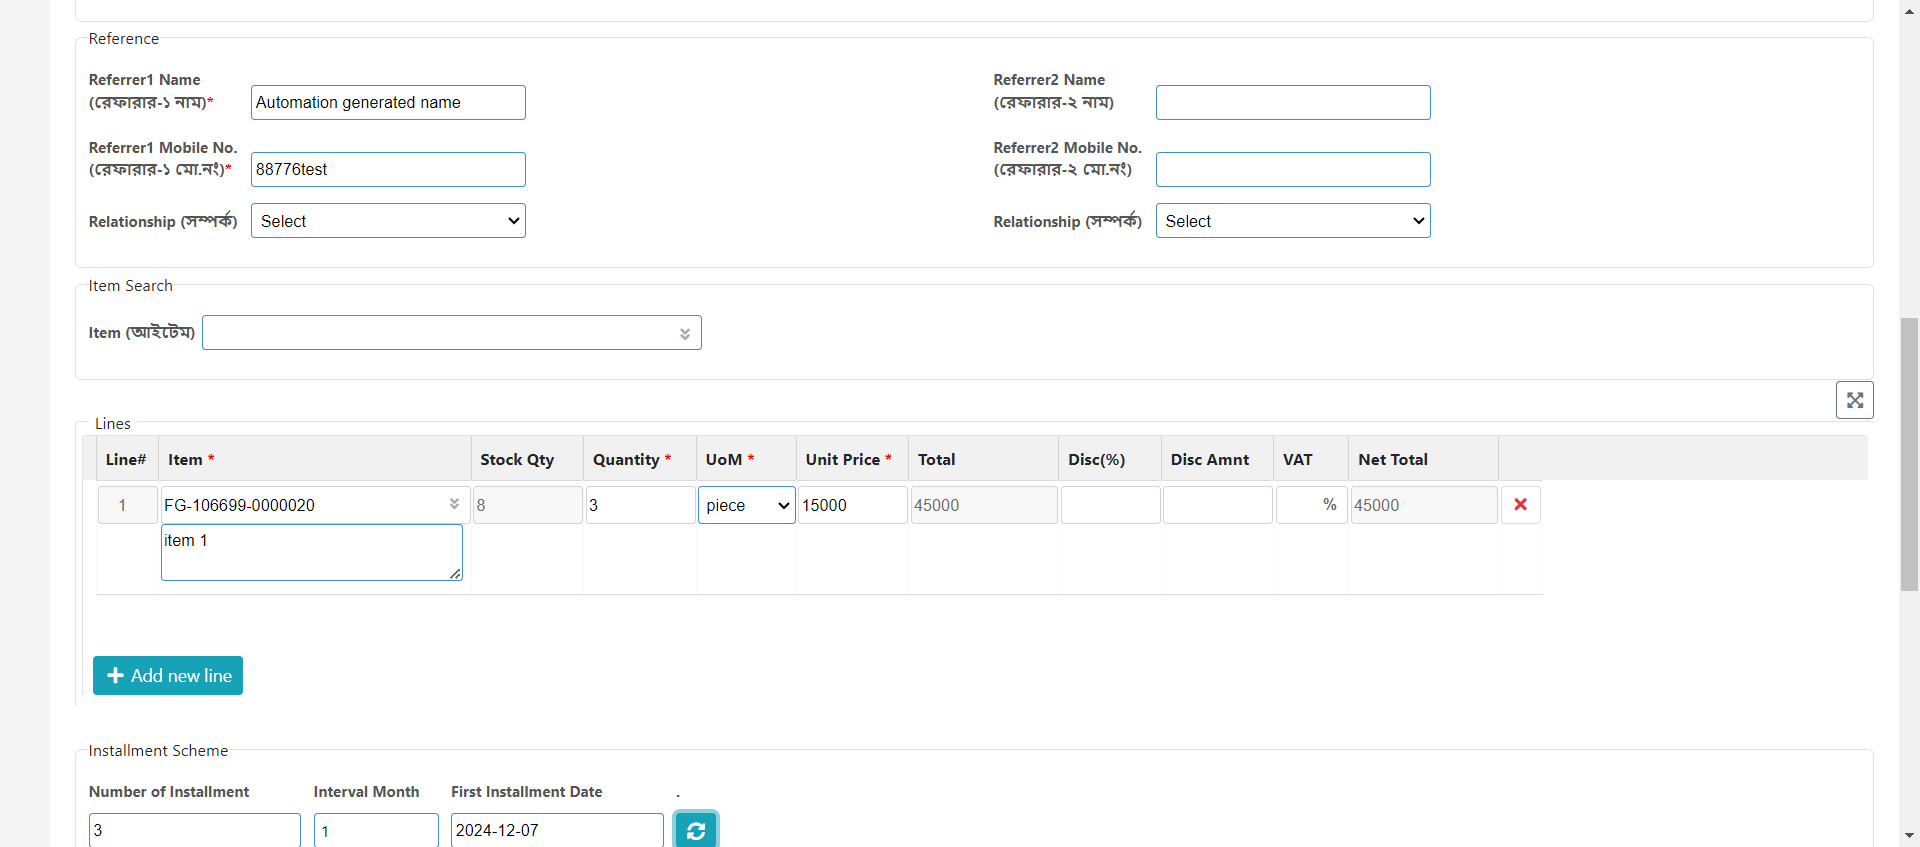 Reference
Referrer1 Name
(রেফারার-১ নাম)*
Automation generated name
Referrer2 Name
(রেফারার-২ নাম)
Referrer1 Mobile No.
(রেফারার-১ মো.নং)*
88776test
Referrer2 Mobile No.
(রেফারার-২ মো.নং)
Relationship (সম্পর্ক)
Select
Relationship (সম্পর্ক)
Select
Item Search
Item (আইটেম)
Lines
Line# Item * Stock Qty Quantity * UoM * Unit Price * Total Disc(%) Disc Amnt VAT Net Total
1 FG-106699-0000020 8 3 piece 15000 45000 % 45000
item 1
Add new line
Installment Scheme
Number of Installment Interval Month First Installment Date .
3 1 2024-12-07